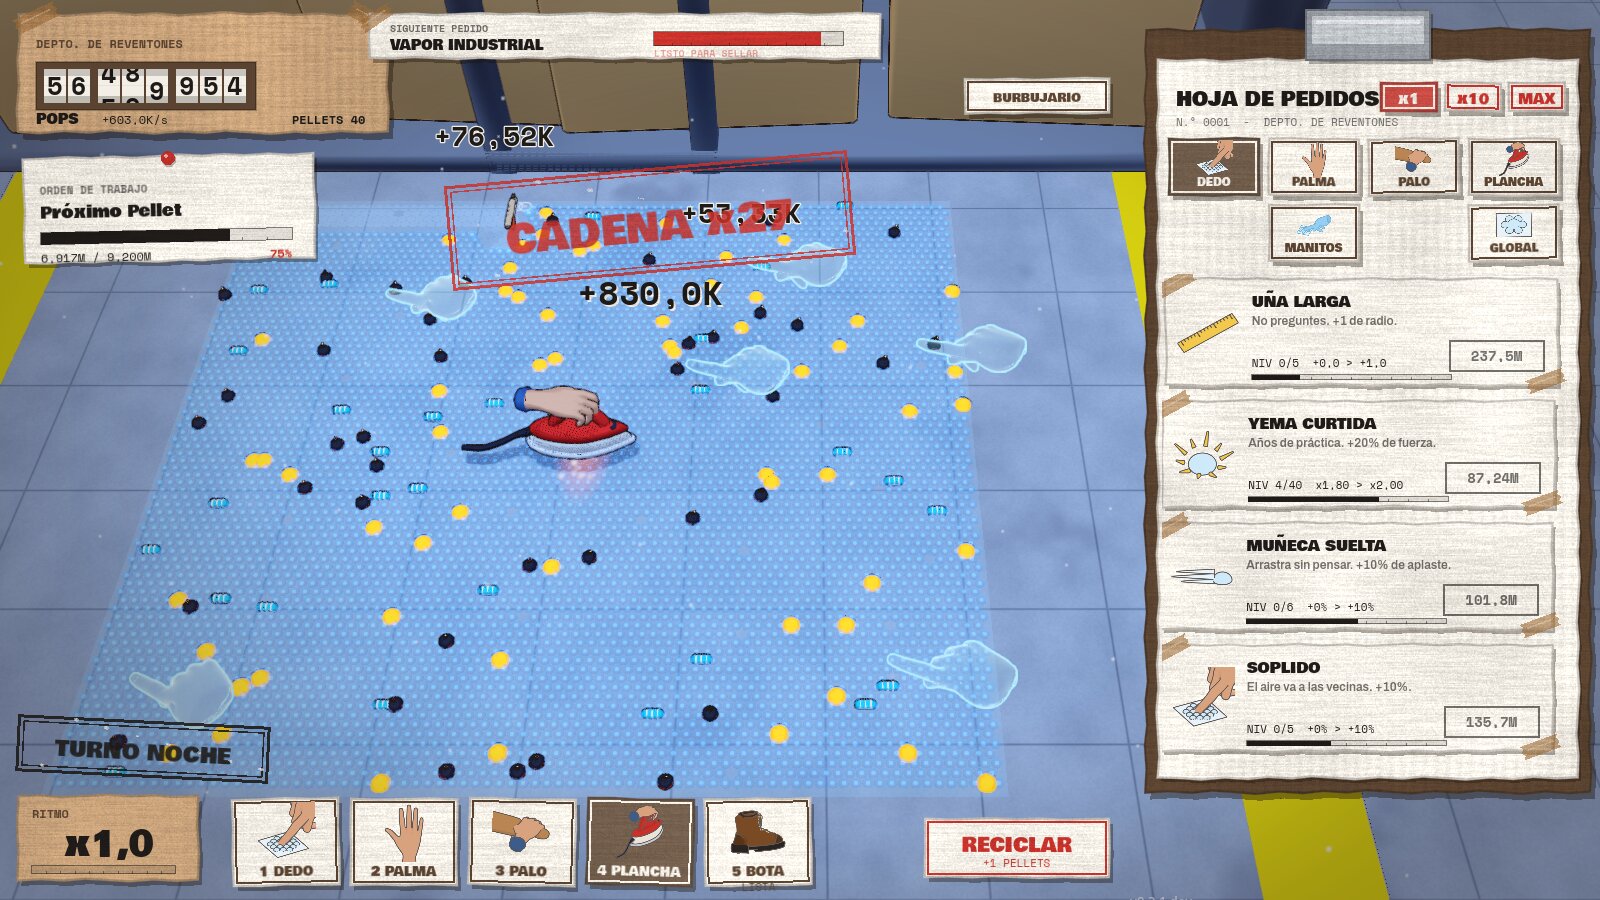 DEPTO. DE REVENTONES
954
POPS +603,0K/s PELLETS 40
SIGUIENTE PEDIDO
VAPOR INDUSTRIAL
LISTO PARA SELLAR
BURBUJARIO
ORDEN DE TRABAJO
Próximo Pellet
6,917M / 9,200M 75%
+76,52K
CADENA x27
+830,0K
HOJA DE PEDIDOS x1 x10 MAX
N.° 0001 - DEPTO. DE REVENTONES
DEDO PALMA PALO PLANCHA
MANITOS GLOBAL
UÑA LARGA
No preguntes. +1 de radio.
NIV 0/5 +0,0 > +1,0 237,5M
YEMA CURTIDA
Años de práctica. +20% de fuerza.
NIV 4/40 x1,80 > x2,00 87,24M
MUÑECA SUELTA
Arrastra sin pensar. +10% de aplaste.
NIV 0/6 +0% > +10% 101,8M
SOPLIDO
El aire va a las vecinas. +10%.
NIV 0/5 +0% > +10% 135,7M
TURNO NOCHE
RITMO
x1,0
1 DEDO 2 PALMA 3 PALO 4 PLANCHA 5 BOTA
LISTA
RECICLAR
+1 PELLETS